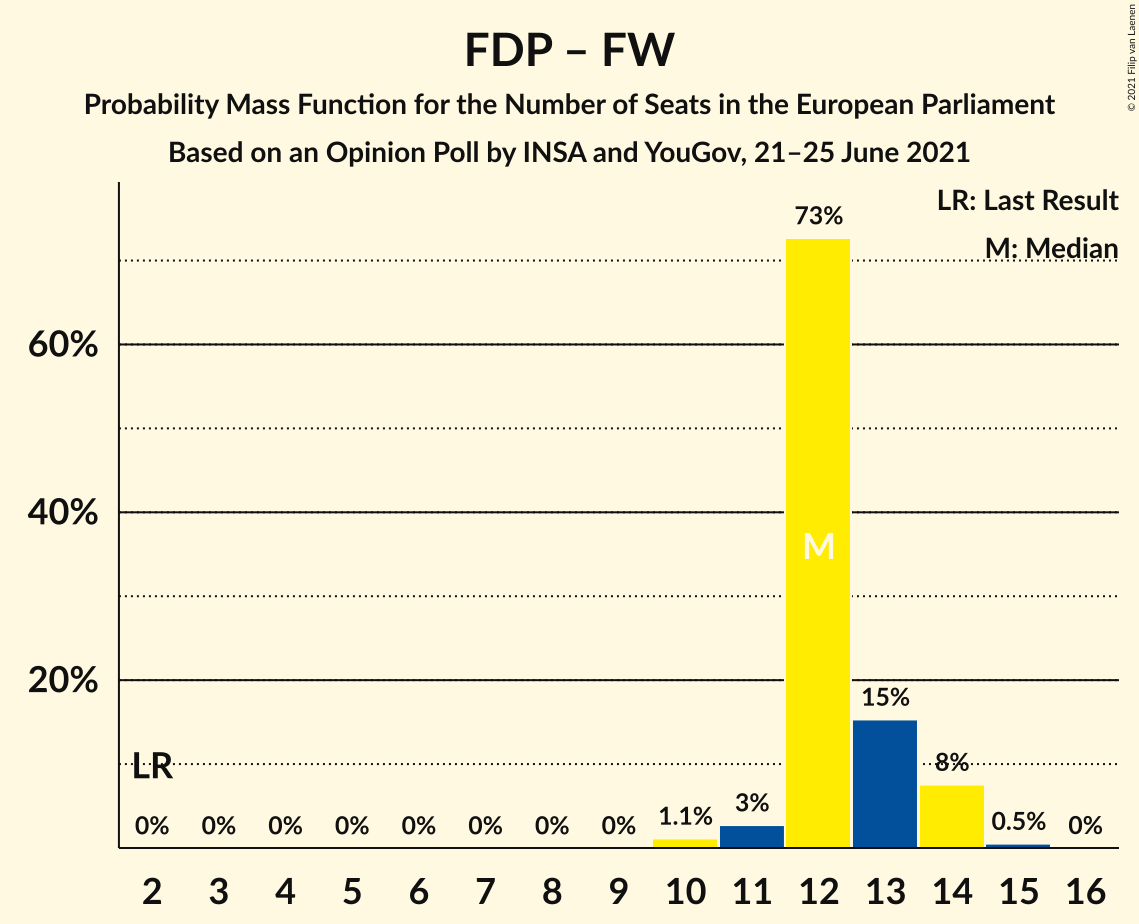 FDP – FW
Probability Mass Function for the Number of Seats in the European Parliament
Based on an Opinion Poll by INSA and YouGov, 21–25 June 2021
© 2021 Filip van Laenen
LR: Last Result
M: Median
73%
60%
40%
20%
M
LR
15%
8%
0% 0% 0% 0% 0% 0% 0% 0% 1.1% 3% 0.5% 0%
2 3 4 5 6 7 8 9 10 11 12 13 14 15 16